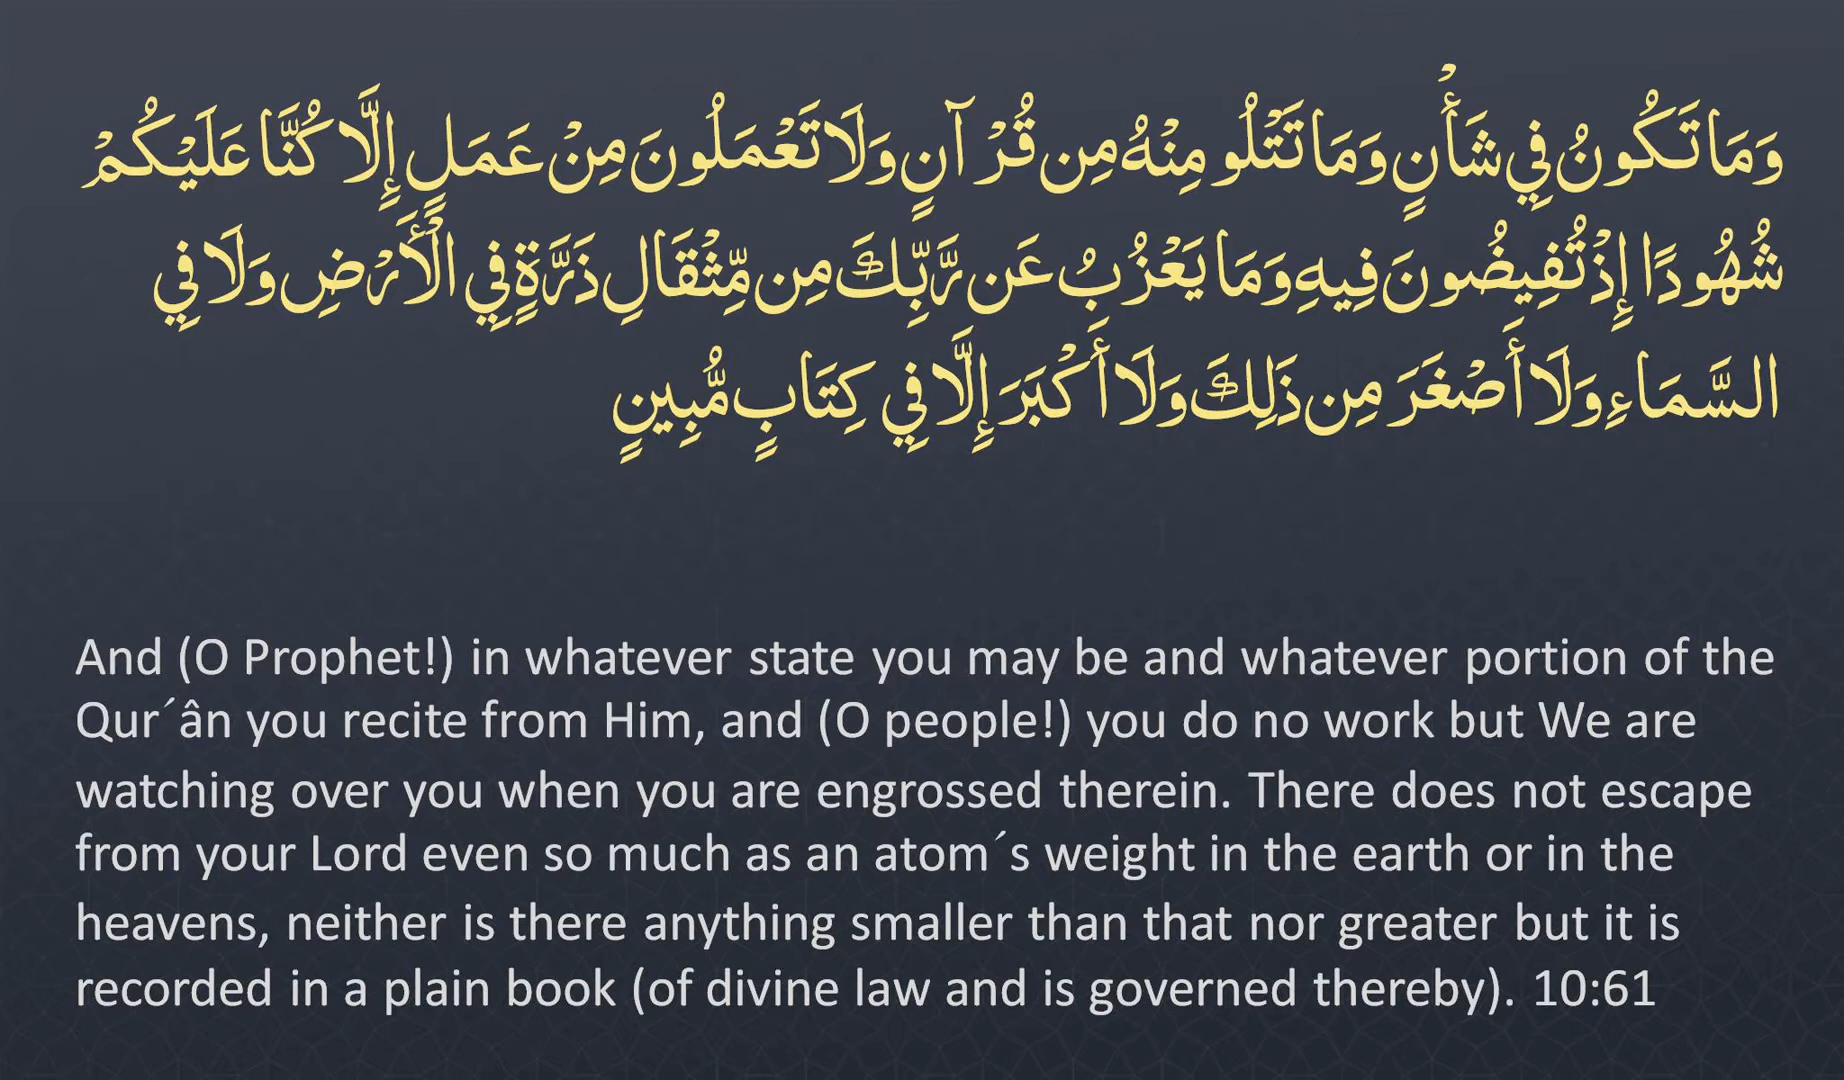 وَمَا تَكُونُ فِي شَأْنٍ وَمَا تَتْلُو مِنْهُ مِن قُرْآنٍ وَلَا تَعْمَلُونَ مِنْ عَمَلٍ إِلَّا كُنَّا عَلَيْكُمْ
شُهُودًا إِذْ تُفِيضُونَ فِيهِ وَمَا يَعْزُبُ عَن رَّبِّكَ مِن مِّثْقَالِ ذَرَّةٍ فِي الْأَرْضِ وَلَا فِي
السَّمَاءِ وَلَا أَصْغَرَ مِن ذَلِكَ وَلَا أَكْبَرَ إِلَّا فِي كِتَابٍ مُّبِينٍ
And (O Prophet!) in whatever state you may be and whatever portion of the
Qur´ân you recite from Him, and (O people!) you do no work but We are
watching over you when you are engrossed therein. There does not escape
from your Lord even so much as an atom´s weight in the earth or in the
heavens, neither is there anything smaller than that nor greater but it is
recorded in a plain book (of divine law and is governed thereby). 10:61